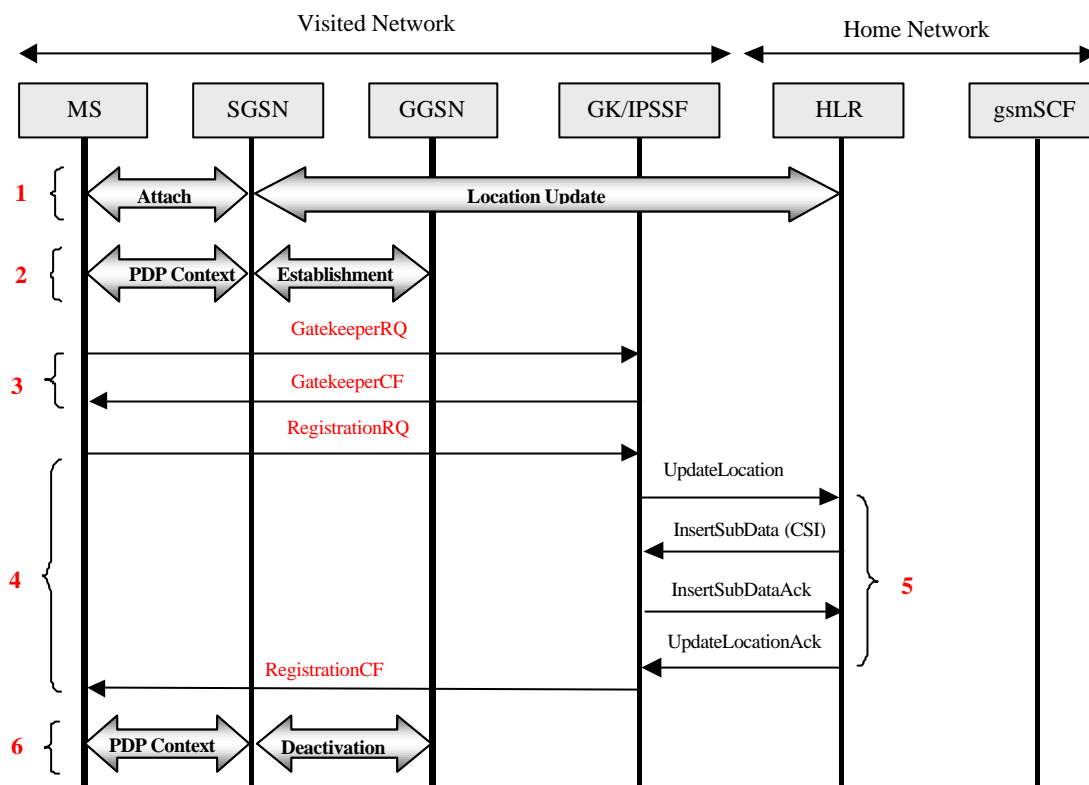 Visited Network
Home Network
MS
SGSN
GGSN
GK/IPSSF
HLR
gsmSCF
1
Attach
Location Update
2
PDP Context
Establishment
GatekeeperRQ
3
GatekeeperCF
RegistrationRQ
UpdateLocation
InsertSubData (CSI)
4
5
InsertSubDataAck
UpdateLocationAck
RegistrationCF
6
PDP Context
Deactivation